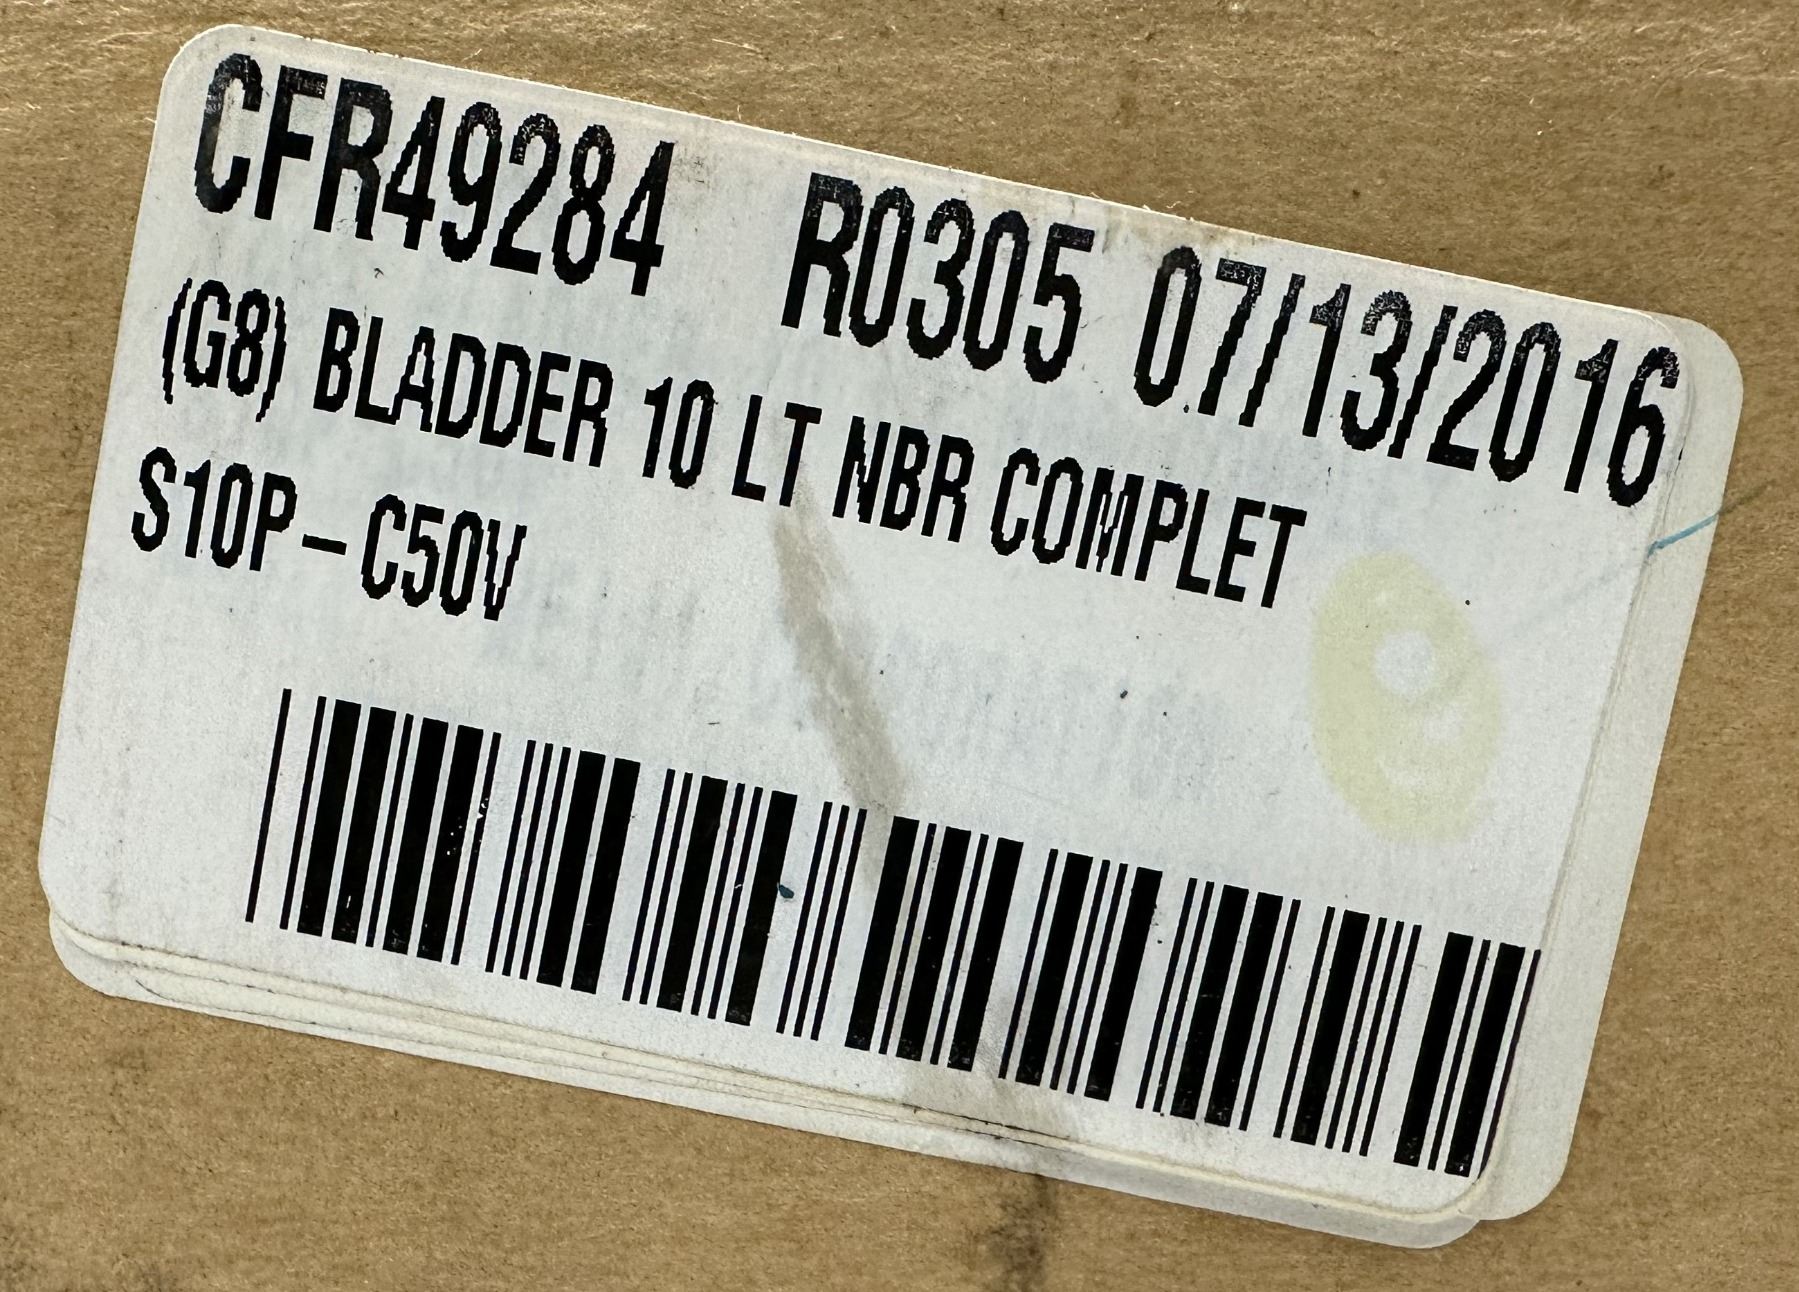 CFR49284 R0305 07/13/2016
(G8) BLADDER 10 LT NBR COMPLET
S10P-C50V